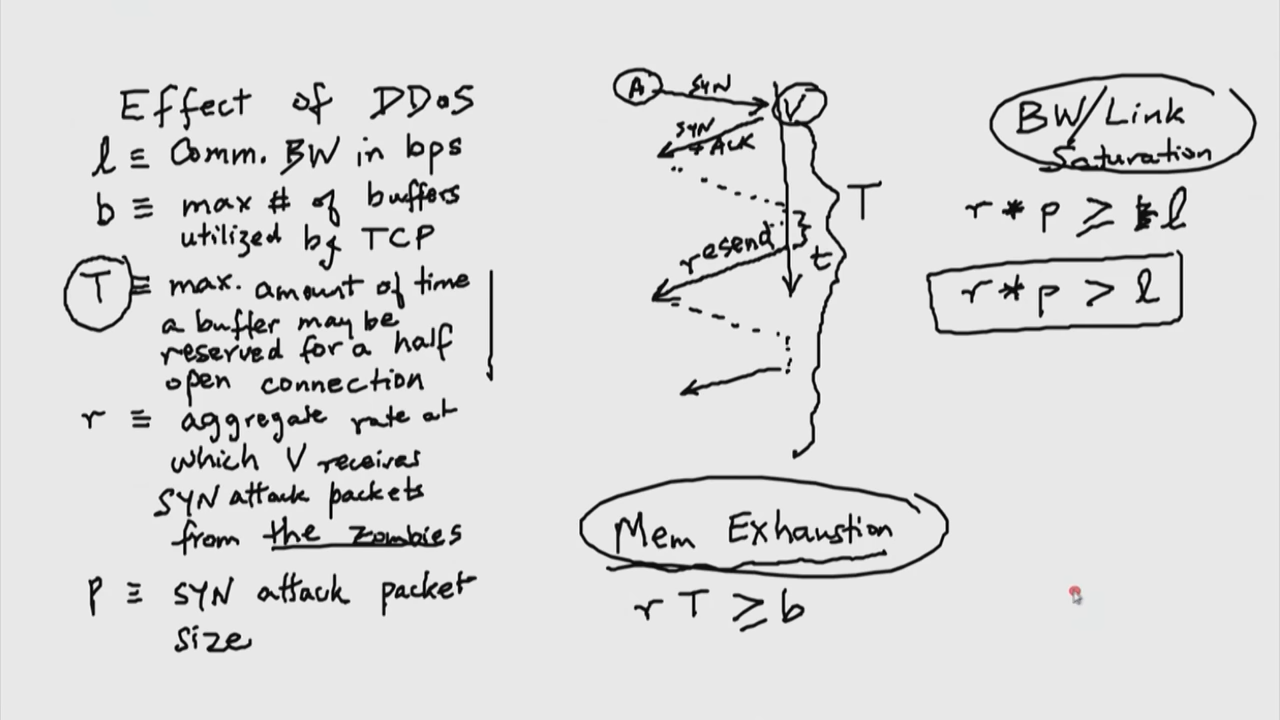 Effect of DDoS
l ≡ Comm. BW in bps
b ≡ max # of buffers
utilized by TCP
T ≡ max. amount of time
a buffer may be
reserved for a half
open connection
r ≡ aggregate rate at
which V receives
SYN attack packets
from the zombies
p ≡ SYN attack packet
size
A
SYN
V
SYN
+ ACK
T
resend
t
Mem Exhaustion
r T ≥ b
BW/Link
Saturation
r * p ≥ l
r * p > l